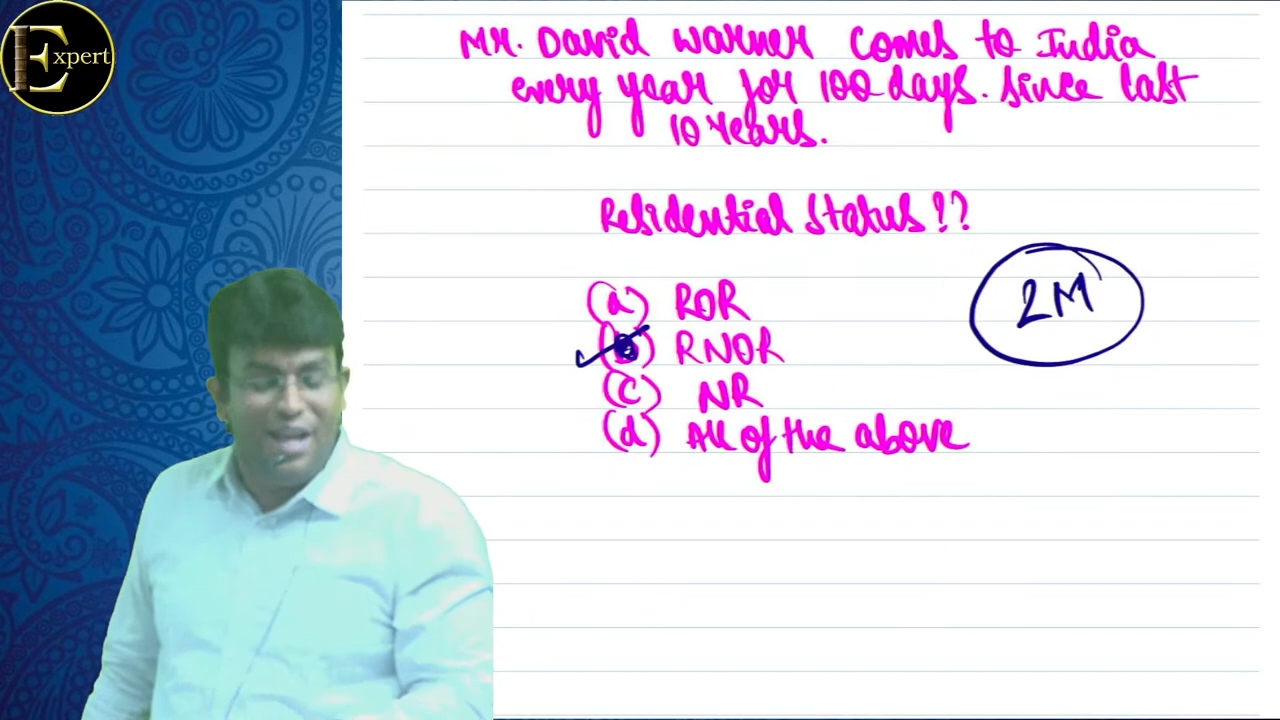 Expert
Mr. David Warner Comes to India
every year for 100 days. Since last
10 Years.
Residential Status!??
(a) ROR
(b) RNOR
(c) NR
(d) All of the above
2M